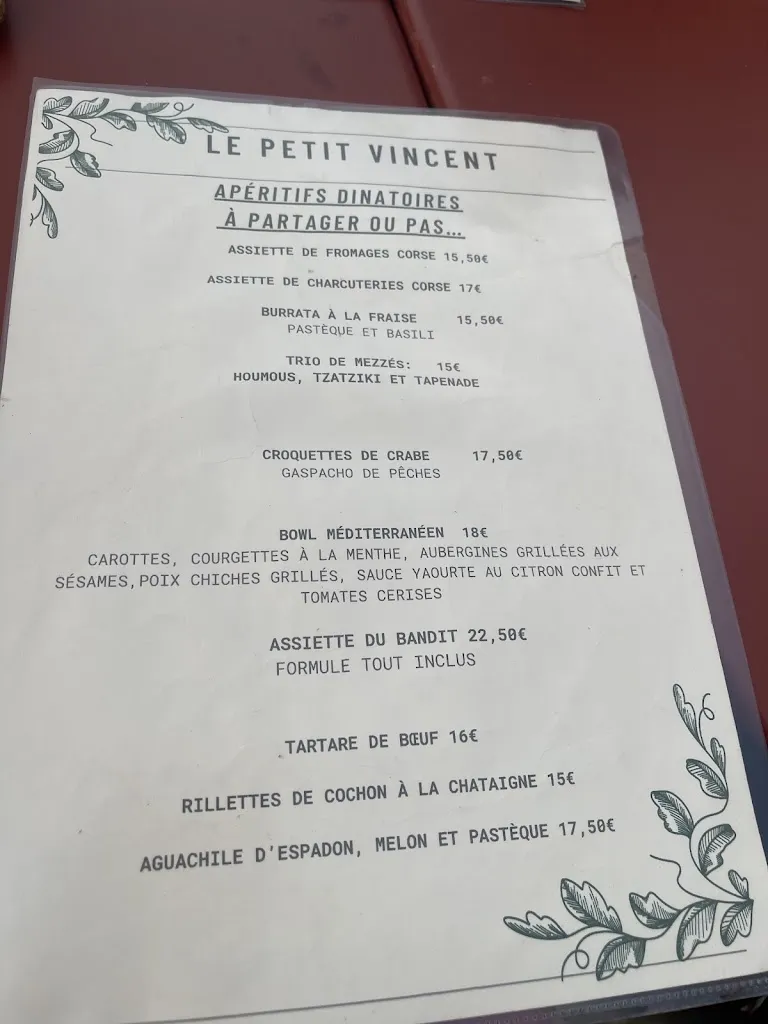 LE PETIT VINCENT
APÉRITIFS DINATOIRES
À PARTAGER OU PAS...
ASSIETTE DE FROMAGES CORSE 15,50€
ASSIETTE DE CHARCUTERIES CORSE 17€
BURRATA À LA FRAISE 15,50€
PASTÈQUE ET BASILI
TRIO DE MEZZÉS: 15€
HOUMOUS, TZATZIKI ET TAPENADE
CROQUETTES DE CRABE 17,50€
GASPACHO DE PÊCHES
BOWL MÉDITERRANÉEN 18€
CAROTTES, COURGETTES À LA MENTHE, AUBERGINES GRILLÉES AUX
SÉSAMES,POIX CHICHES GRILLÉS, SAUCE YAOURTE AU CITRON CONFIT ET
TOMATES CERISES
ASSIETTE DU BANDIT 22,50€
FORMULE TOUT INCLUS
TARTARE DE BŒUF 16€
RILLETTES DE COCHON À LA CHATAIGNE 15€
AGUACHILE D'ESPADON, MELON ET PASTÈQUE 17,50€